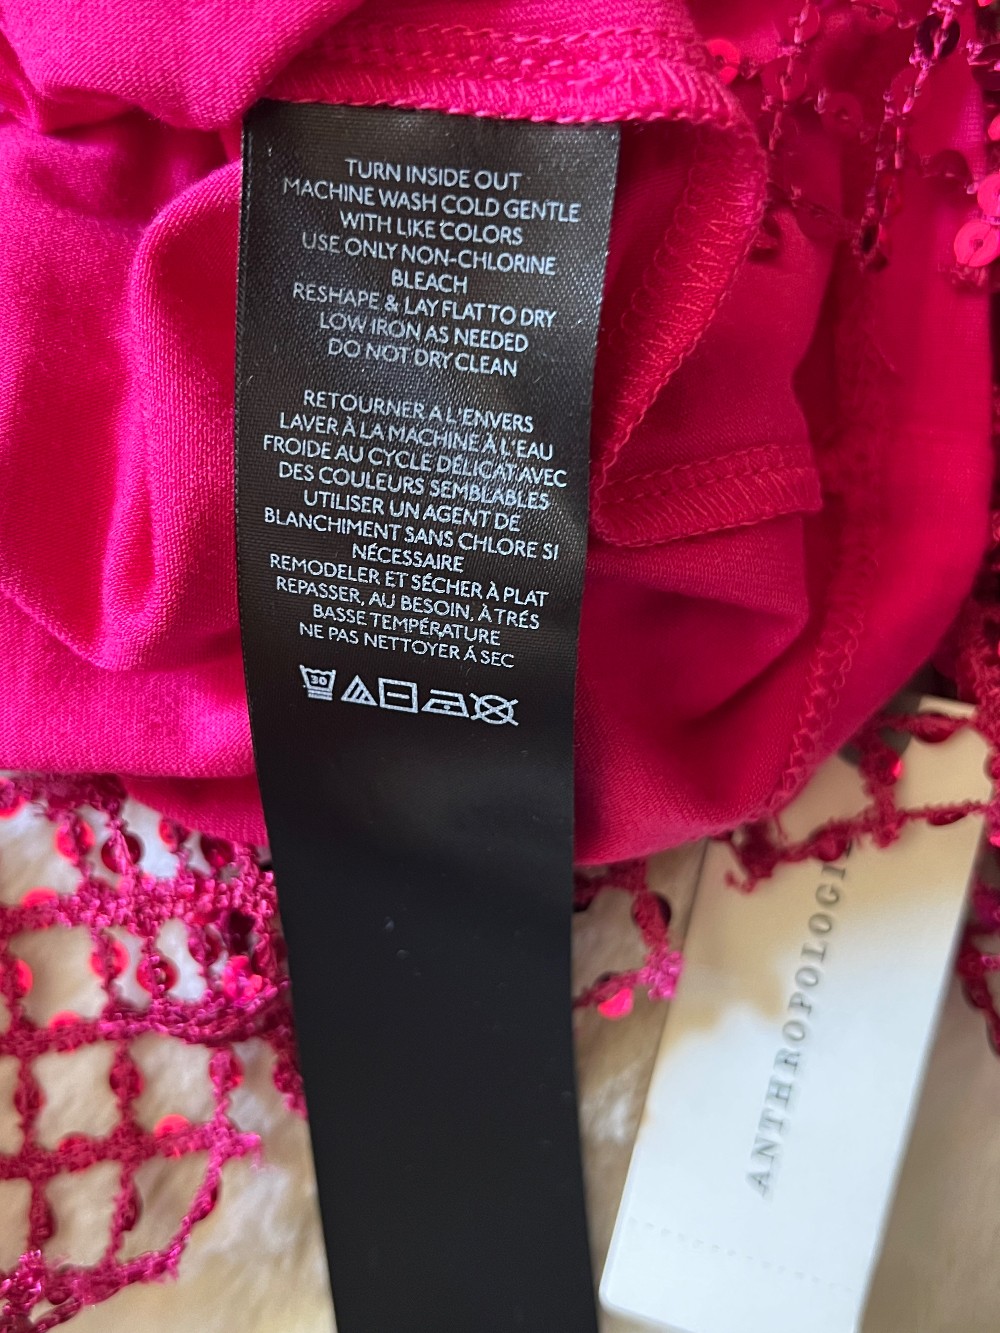 TURN INSIDE OUT
MACHINE WASH COLD GENTLE
WITH LIKE COLORS
USE ONLY NON-CHLORINE
BLEACH
RESHAPE & LAY FLAT TO DRY
LOW IRON AS NEEDED
DO NOT DRY CLEAN
RETOURNER A L'ENVERS
LAVER À LA MACHINE À L'EAU
FROIDE AU CYCLE DÉLICAT AVEC
DES COULEURS SEMBLABLES
UTILISER UN AGENT DE
BLANCHIMENT SANS CHLORE SI
NÉCESSAIRE
REMODELER ET SÉCHER À PLAT
REPASSER, AU BESOIN, À TRÉS
BASSE TEMPÉRATURE
NE PAS NETTOYER Á SEC
30
ANTHROPOLOGI